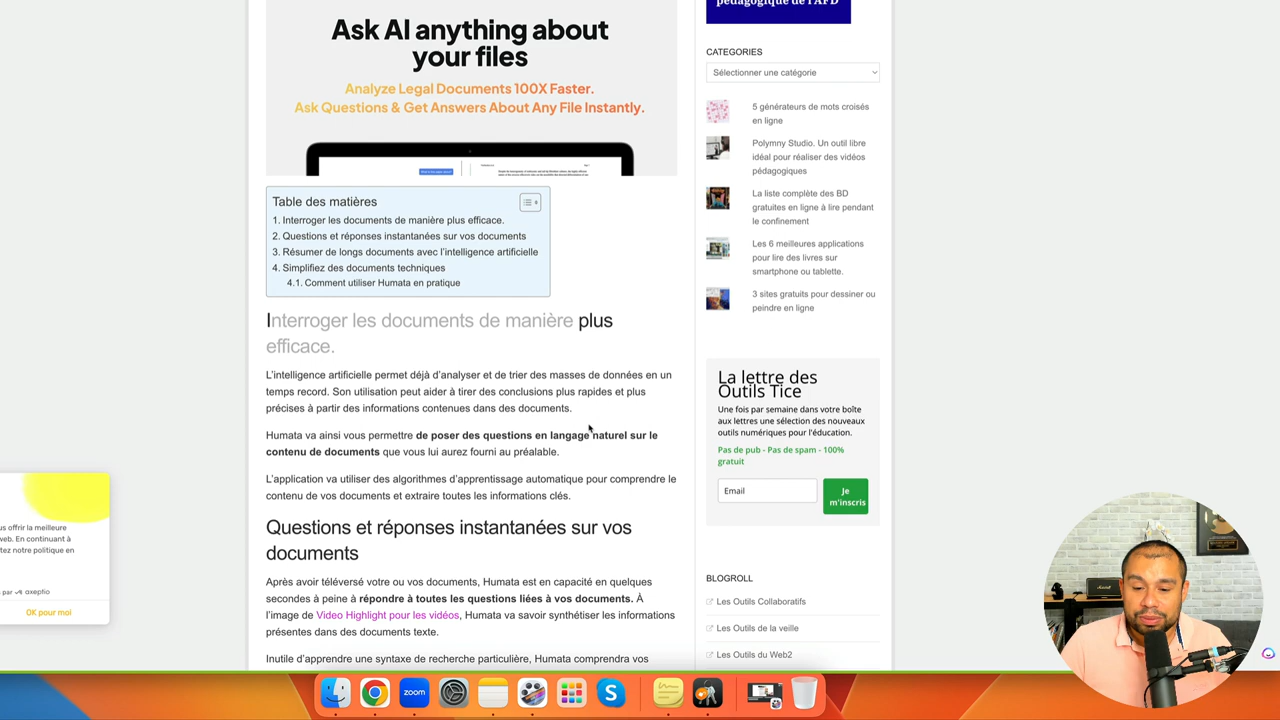 pédagogique de l'AFD
Ask AI anything about
your files
Analyze Legal Documents 100X Faster.
Ask Questions & Get Answers About Any File Instantly.
Table des matières
1. Interroger les documents de manière plus efficace.
2. Questions et réponses instantanées sur vos documents
3. Résumer de longs documents avec l'intelligence artificielle
4. Simplifiez des documents techniques
4.1. Comment utiliser Humata en pratique
Interroger les documents de manière plus
efficace.
L'intelligence artificielle permet déjà d'analyser et de trier des masses de données en un
temps record. Son utilisation peut aider à tirer des conclusions plus rapides et plus
précises à partir des informations contenues dans des documents.
Humata va ainsi vous permettre de poser des questions en langage naturel sur le
contenu de documents que vous lui aurez fourni au préalable.
L'application va utiliser des algorithmes d'apprentissage automatique pour comprendre le
contenu de vos documents et extraire toutes les informations clés.
Questions et réponses instantanées sur vos
documents
Après avoir téléversé votre ou vos documents, Humata est en capacité en quelques
secondes à peine à répondre à toutes les questions liées à vos documents. À
l'image de Video Highlight pour les vidéos, Humata va savoir synthétiser les informations
présentes dans des documents texte.
Inutile d'apprendre une syntaxe de recherche particulière, Humata comprendra vos
CATEGORIES
Sélectionner une catégorie
5 générateurs de mots croisés
en ligne
Polymny Studio. Un outil libre
idéal pour réaliser des vidéos
pédagogiques
La liste complète des BD
gratuites en ligne à lire pendant
le confinement
Les 6 meilleures applications
pour lire des livres sur
smartphone ou tablette.
3 sites gratuits pour dessiner ou
peindre en ligne
La lettre des
Outils Tice
Une fois par semaine dans votre boîte
aux lettres une sélection des nouveaux
outils numériques pour l'éducation.
Pas de pub - Pas de spam - 100%
gratuit
Email
Je
m'inscris
BLOGROLL
Les Outils Collaboratifs
Les Outils de la veille
Les Outils du Web2
us offrir la meilleure
web. En continuant à
tez notre politique en
par axeptio
OK pour moi
zoom